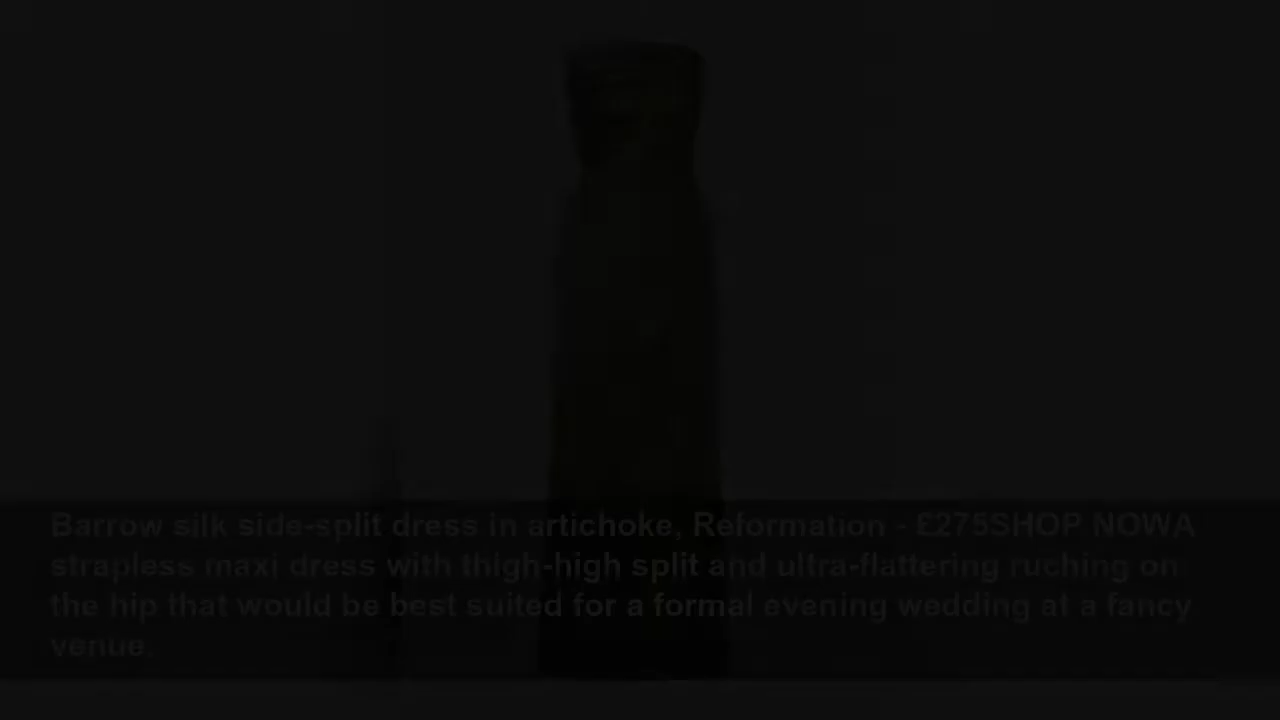 Barrow silk side-split dress in artichoke, Reformation - £275SHOP NOWA
strapless maxi dress with thigh-high split and ultra-flattering ruching on
the hip that would be best suited for a formal evening wedding at a fancy
venue.